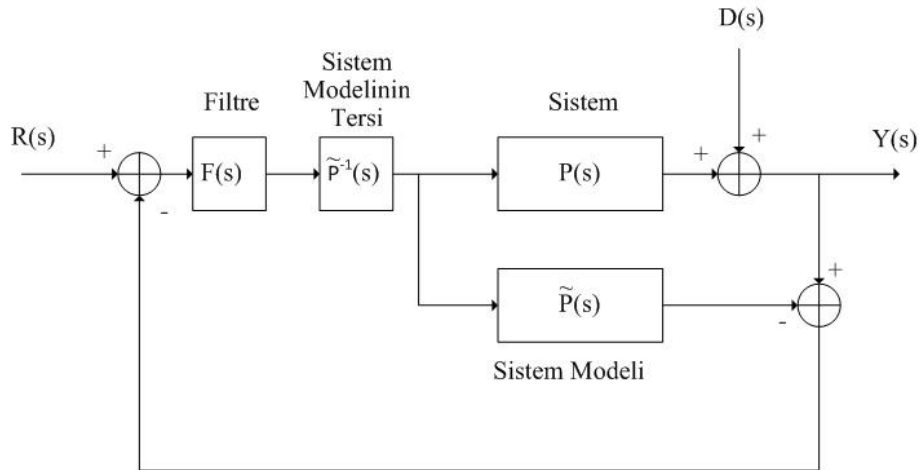 D(s)
Sistem
Modelinin
Tersi
Filtre
Sistem
R(s)
+
-
F(s)
P̃⁻¹(s)
P(s)
+
+
Y(s)
P̃(s)
+
-
Sistem Modeli